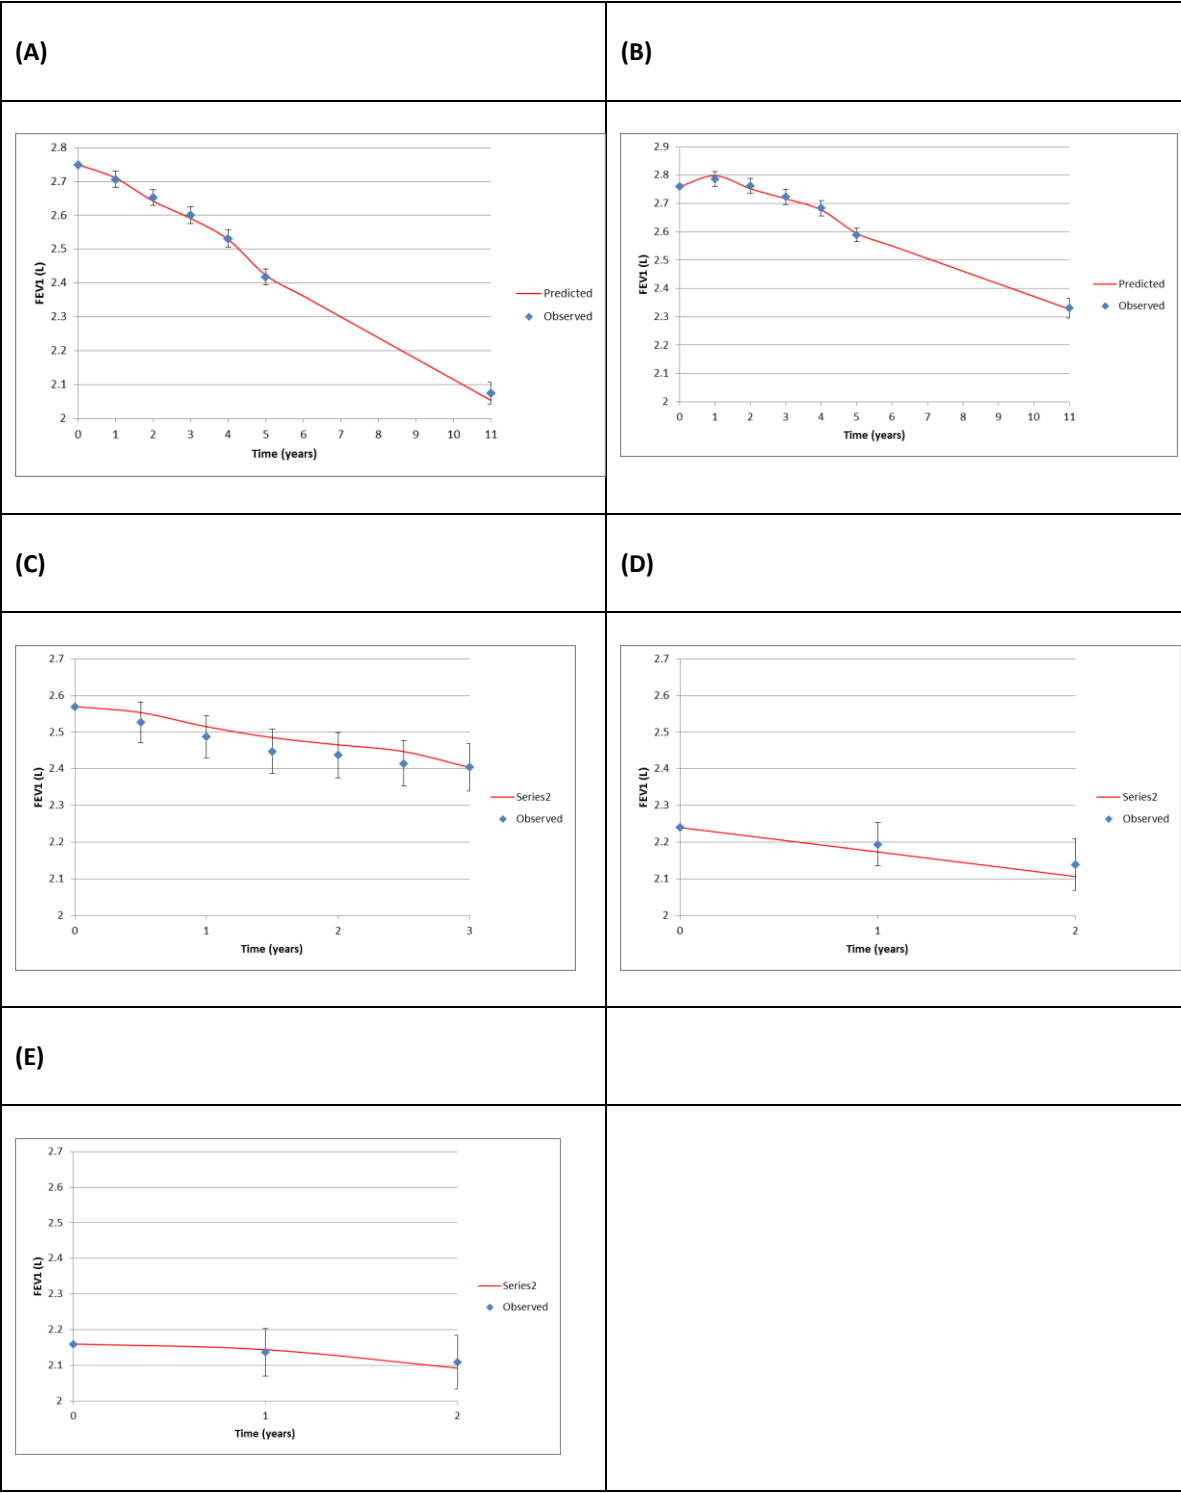 (A)
(B)
2.8
2.7
2.6
2.5
2.4
2.3
2.2
2.1
2
FEV1 (L)
0 1 2 3 4 5 6 7 8 9 10 11
Time (years)
Predicted
Observed
2.9
2.8
2.7
2.6
2.5
2.4
2.3
2.2
2.1
2
FEV1 (L)
0 1 2 3 4 5 6 7 8 9 10 11
Time (years)
Predicted
Observed
(C)
(D)
2.7
2.6
2.5
2.4
2.3
2.2
2.1
2
FEV1 (L)
0 1 2 3
Time (years)
Series2
Observed
2.7
2.6
2.5
2.4
2.3
2.2
2.1
2
FEV1 (L)
0 1 2
Time (years)
Series2
Observed
(E)
2.7
2.6
2.5
2.4
2.3
2.2
2.1
2
FEV1 (L)
0 1 2
Time (years)
Series2
Observed